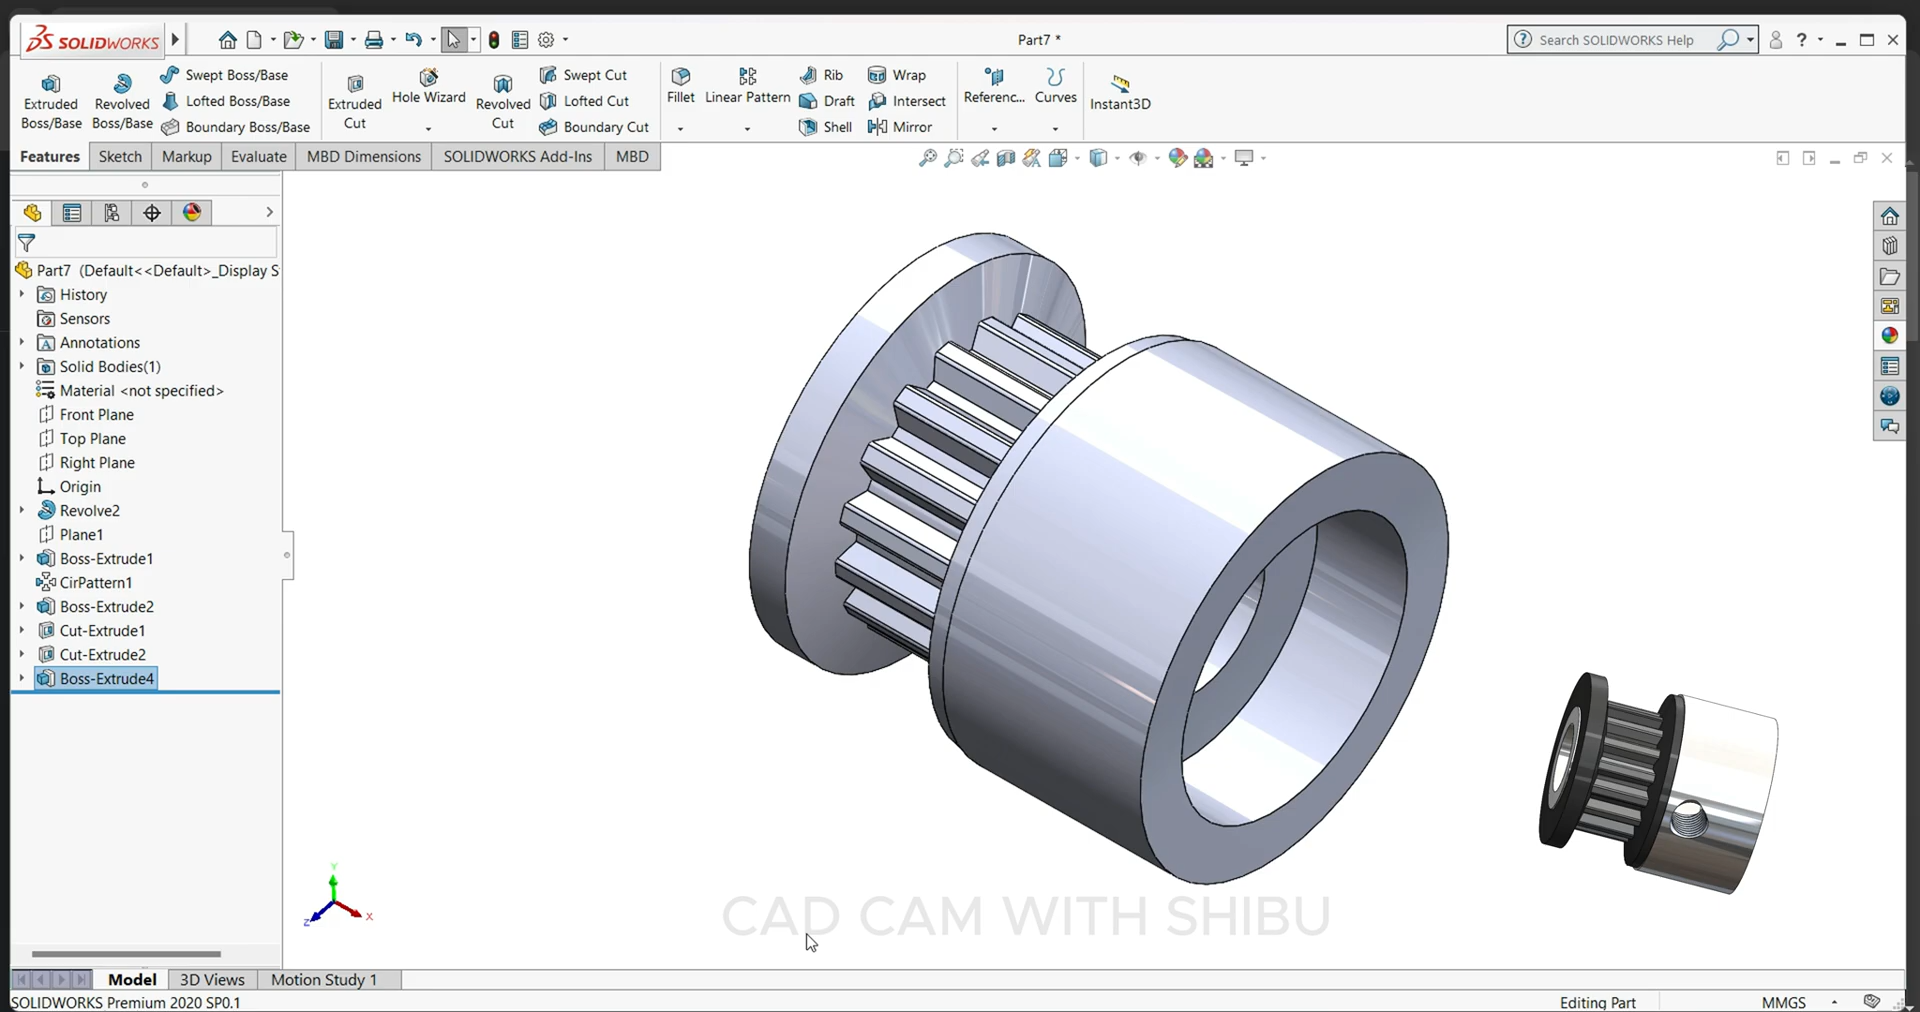 SOLIDWORKS
Part7 *
Search SOLIDWORKS Help
Extruded Boss/Base
Revolved Boss/Base
Swept Boss/Base
Lofted Boss/Base
Boundary Boss/Base
Extruded Cut
Hole Wizard
Revolved Cut
Swept Cut
Lofted Cut
Boundary Cut
Fillet
Linear Pattern
Rib
Draft
Shell
Wrap
Intersect
Mirror
Referenc...
Curves
Instant3D
Features
Sketch
Markup
Evaluate
MBD Dimensions
SOLIDWORKS Add-Ins
MBD
Part7 (Default<<Default>_Display S
History
Sensors
Annotations
Solid Bodies(1)
Material <not specified>
Front Plane
Top Plane
Right Plane
Origin
Revolve2
Plane1
Boss-Extrude1
CirPattern1
Boss-Extrude2
Cut-Extrude1
Cut-Extrude2
Boss-Extrude4
Y
X
Z
CAD CAM WITH SHIBU
Model
3D Views
Motion Study 1
SOLIDWORKS Premium 2020 SP0.1
Editing Part
MMGS